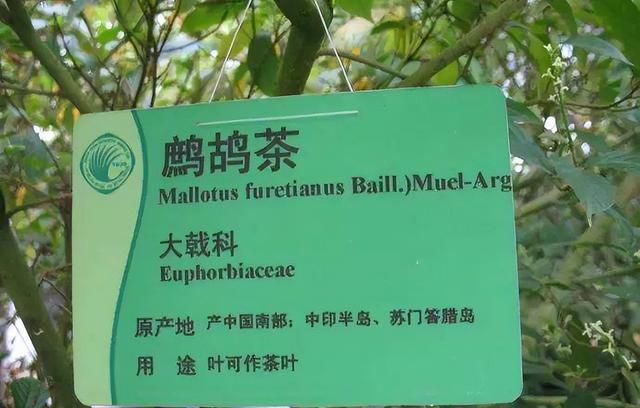 鹧鸪茶
Mallotus furetianus Baill.)Muel-Arg
大戟科
Euphorbiaceae
原产地 产中国南部；中印半岛、苏门答腊岛
用 途 叶可作茶叶